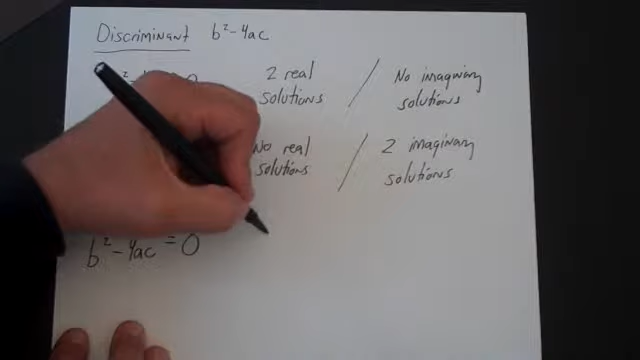 Discriminant b² - 4ac
2 real solutions / No imaginary solutions
No real solutions / 2 imaginary solutions
b² - 4ac = 0